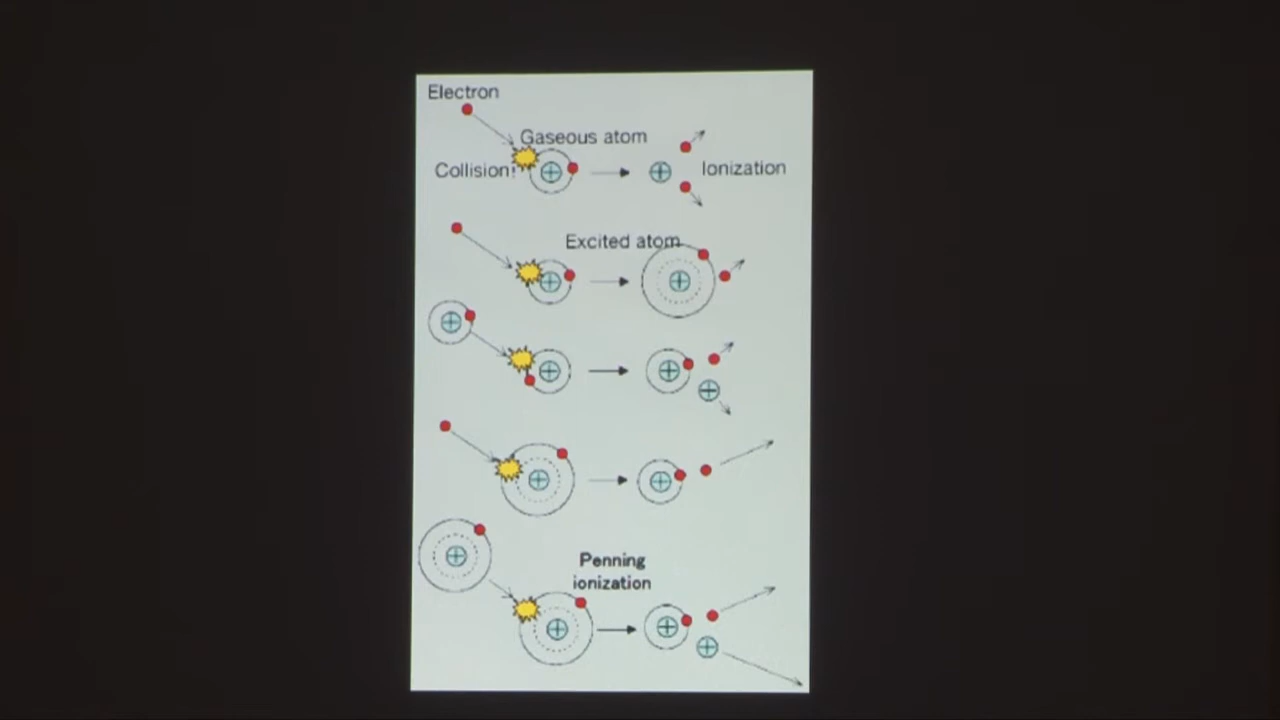 Electron
Gaseous atom
Collision!
Ionization
Excited atom
Penning
ionization